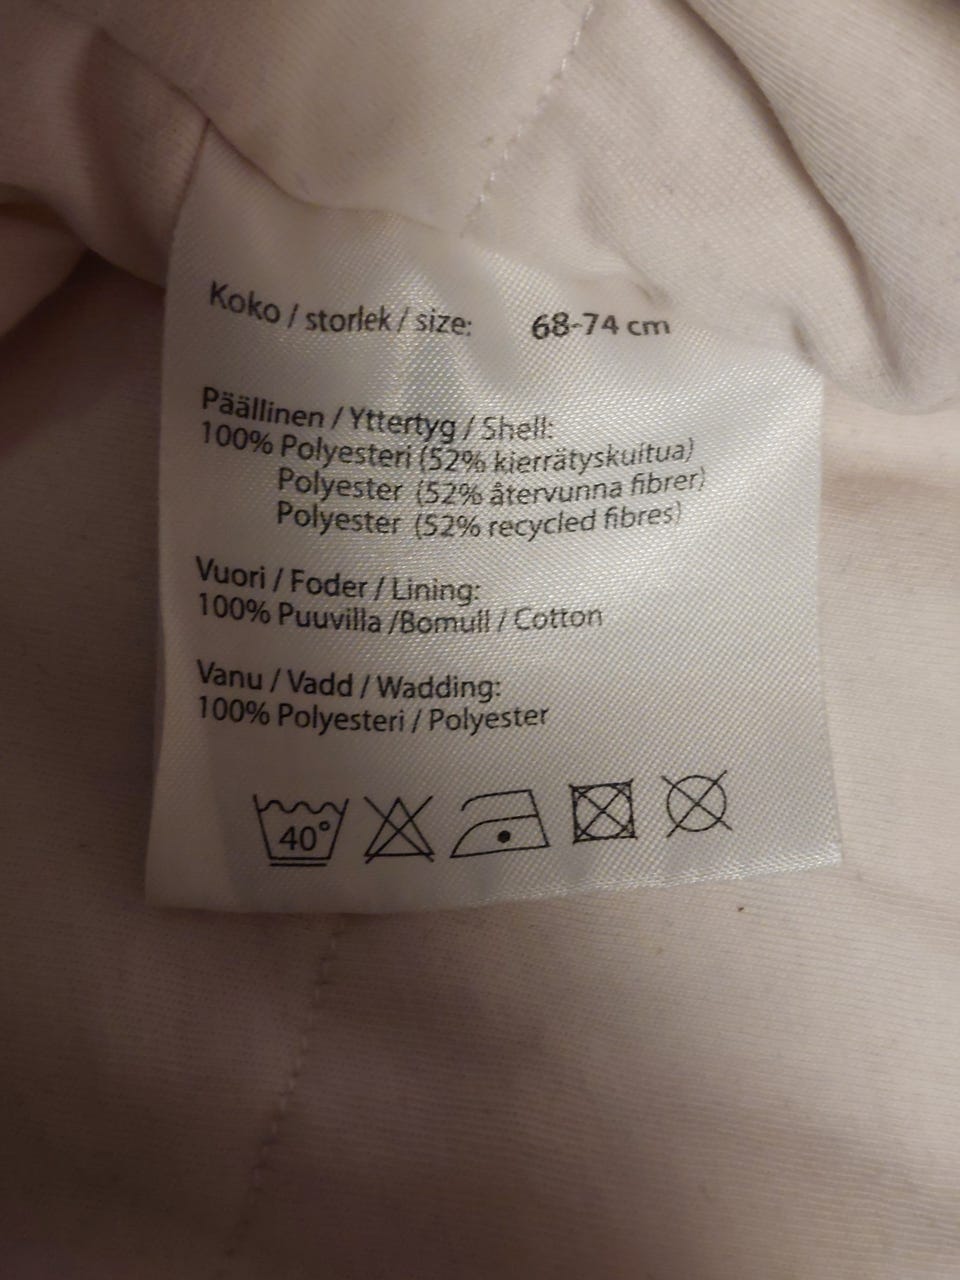 Koko / storlek / size: 68-74 cm
Päällinen / Yttertyg / Shell:
100% Polyesteri (52% kierrätyskuitua)
Polyester (52% återvunna fibrer)
Polyester (52% recycled fibres)
Vuori / Foder / Lining:
100% Puuvilla /Bomull / Cotton
Vanu / Vadd / Wadding:
100% Polyesteri / Polyester
40°